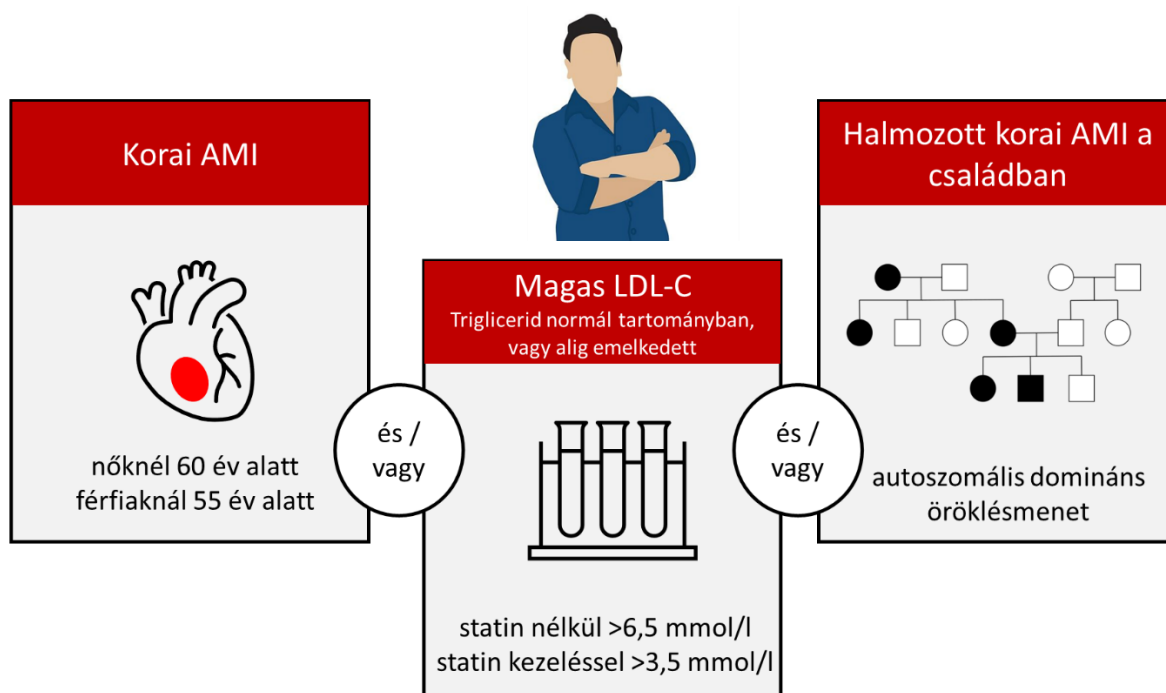 Korai AMI
nőknél 60 év alatt
férfiaknál 55 év alatt
és /
vagy
Magas LDL-C
Triglicerid normál tartományban,
vagy alig emelkedett
statin nélkül >6,5 mmol/l
statin kezeléssel >3,5 mmol/l
és /
vagy
Halmozott korai AMI a
családban
autoszomális domináns
öröklésmenet